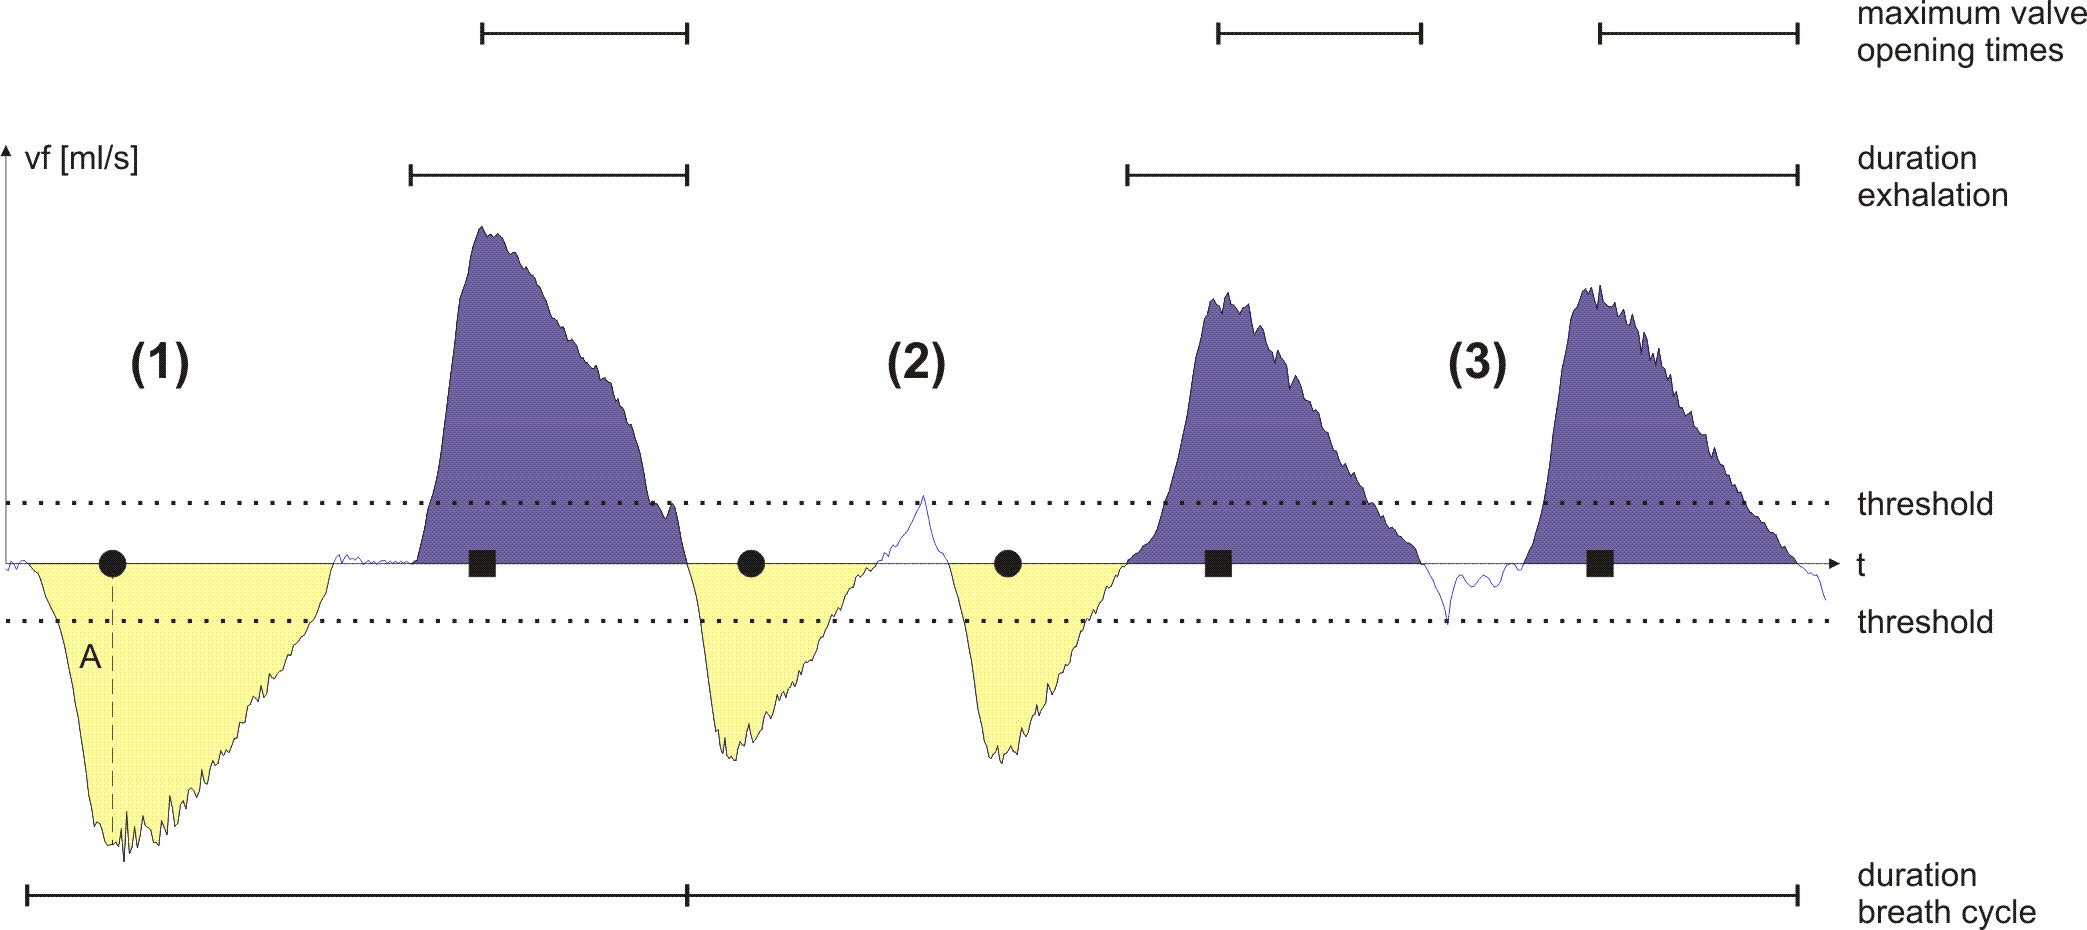 maximum valve
opening times
vf [ml/s]
duration
exhalation
(1)
(2)
(3)
threshold
t
threshold
A
duration
breath cycle